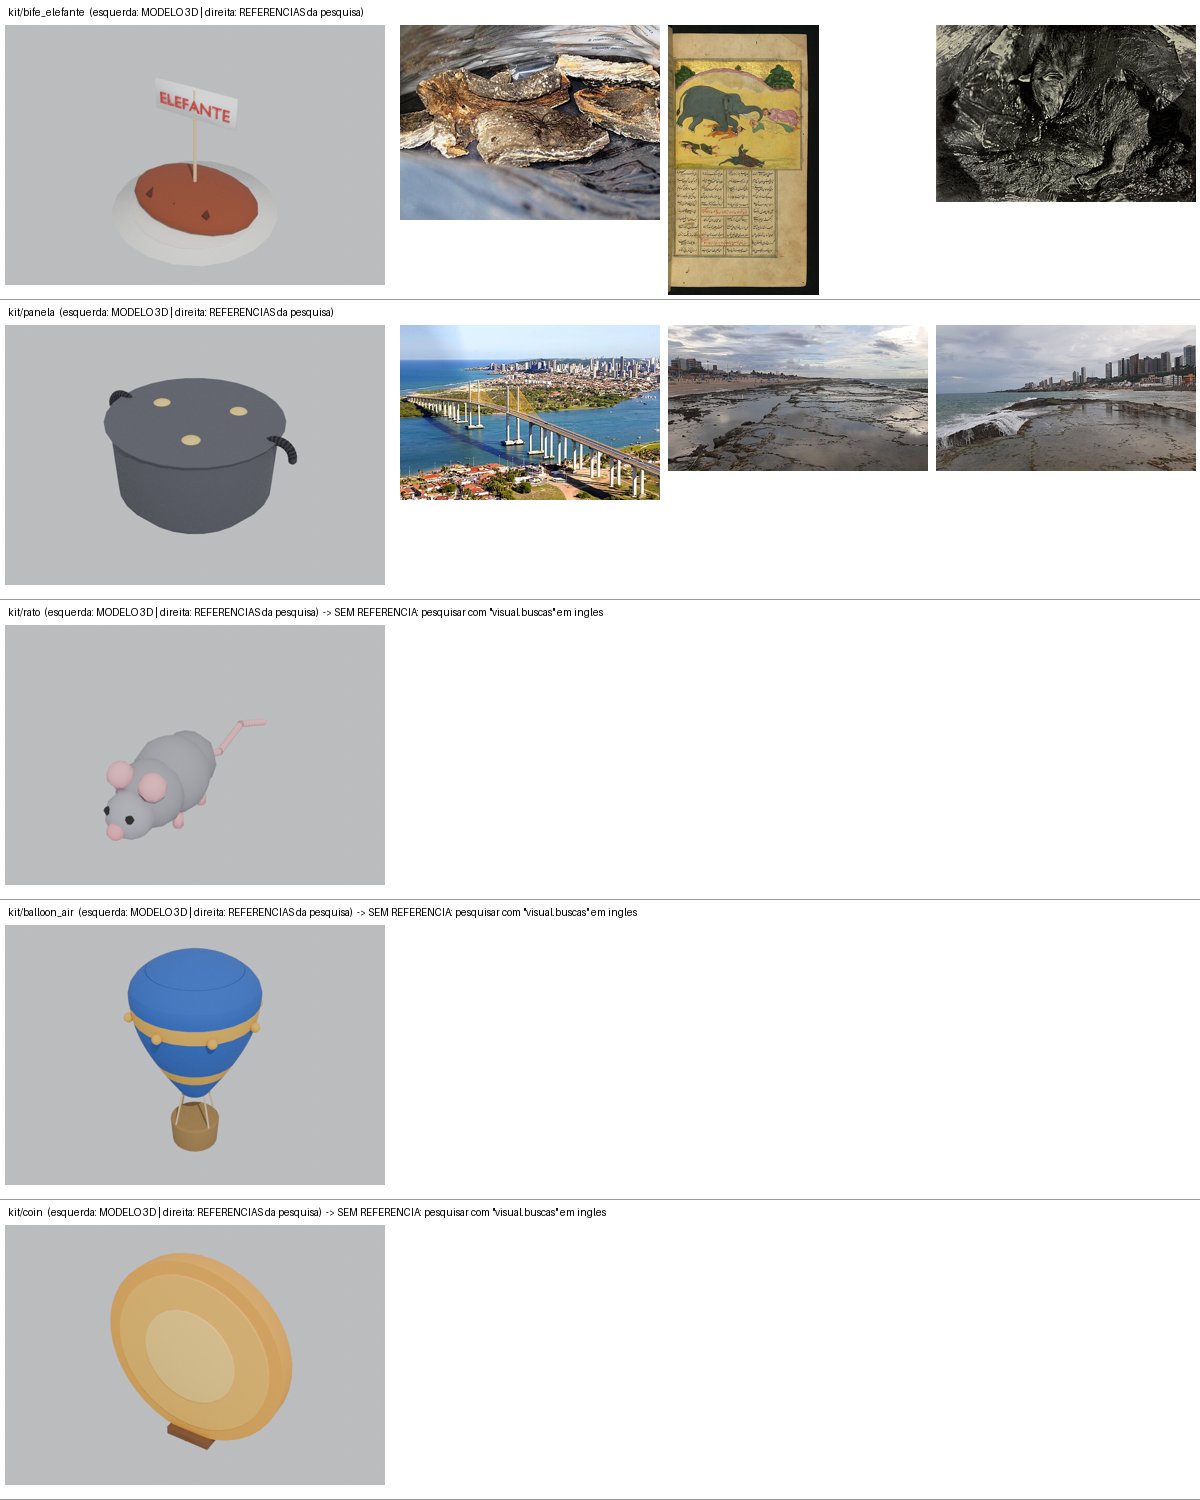 kit/bife_elefante (esquerda: MODELO 3D | direita: REFERENCIAS da pesquisa)
ELEFANTE
kit/panela (esquerda: MODELO 3D | direita: REFERENCIAS da pesquisa)
kit/rato (esquerda: MODELO 3D | direita: REFERENCIAS da pesquisa) -> SEM REFERENCIA: pesquisar com "visual.buscas" em ingles
kit/balloon_air (esquerda: MODELO 3D | direita: REFERENCIAS da pesquisa) -> SEM REFERENCIA: pesquisar com "visual.buscas" em ingles
kit/coin (esquerda: MODELO 3D | direita: REFERENCIAS da pesquisa) -> SEM REFERENCIA: pesquisar com "visual.buscas" em ingles